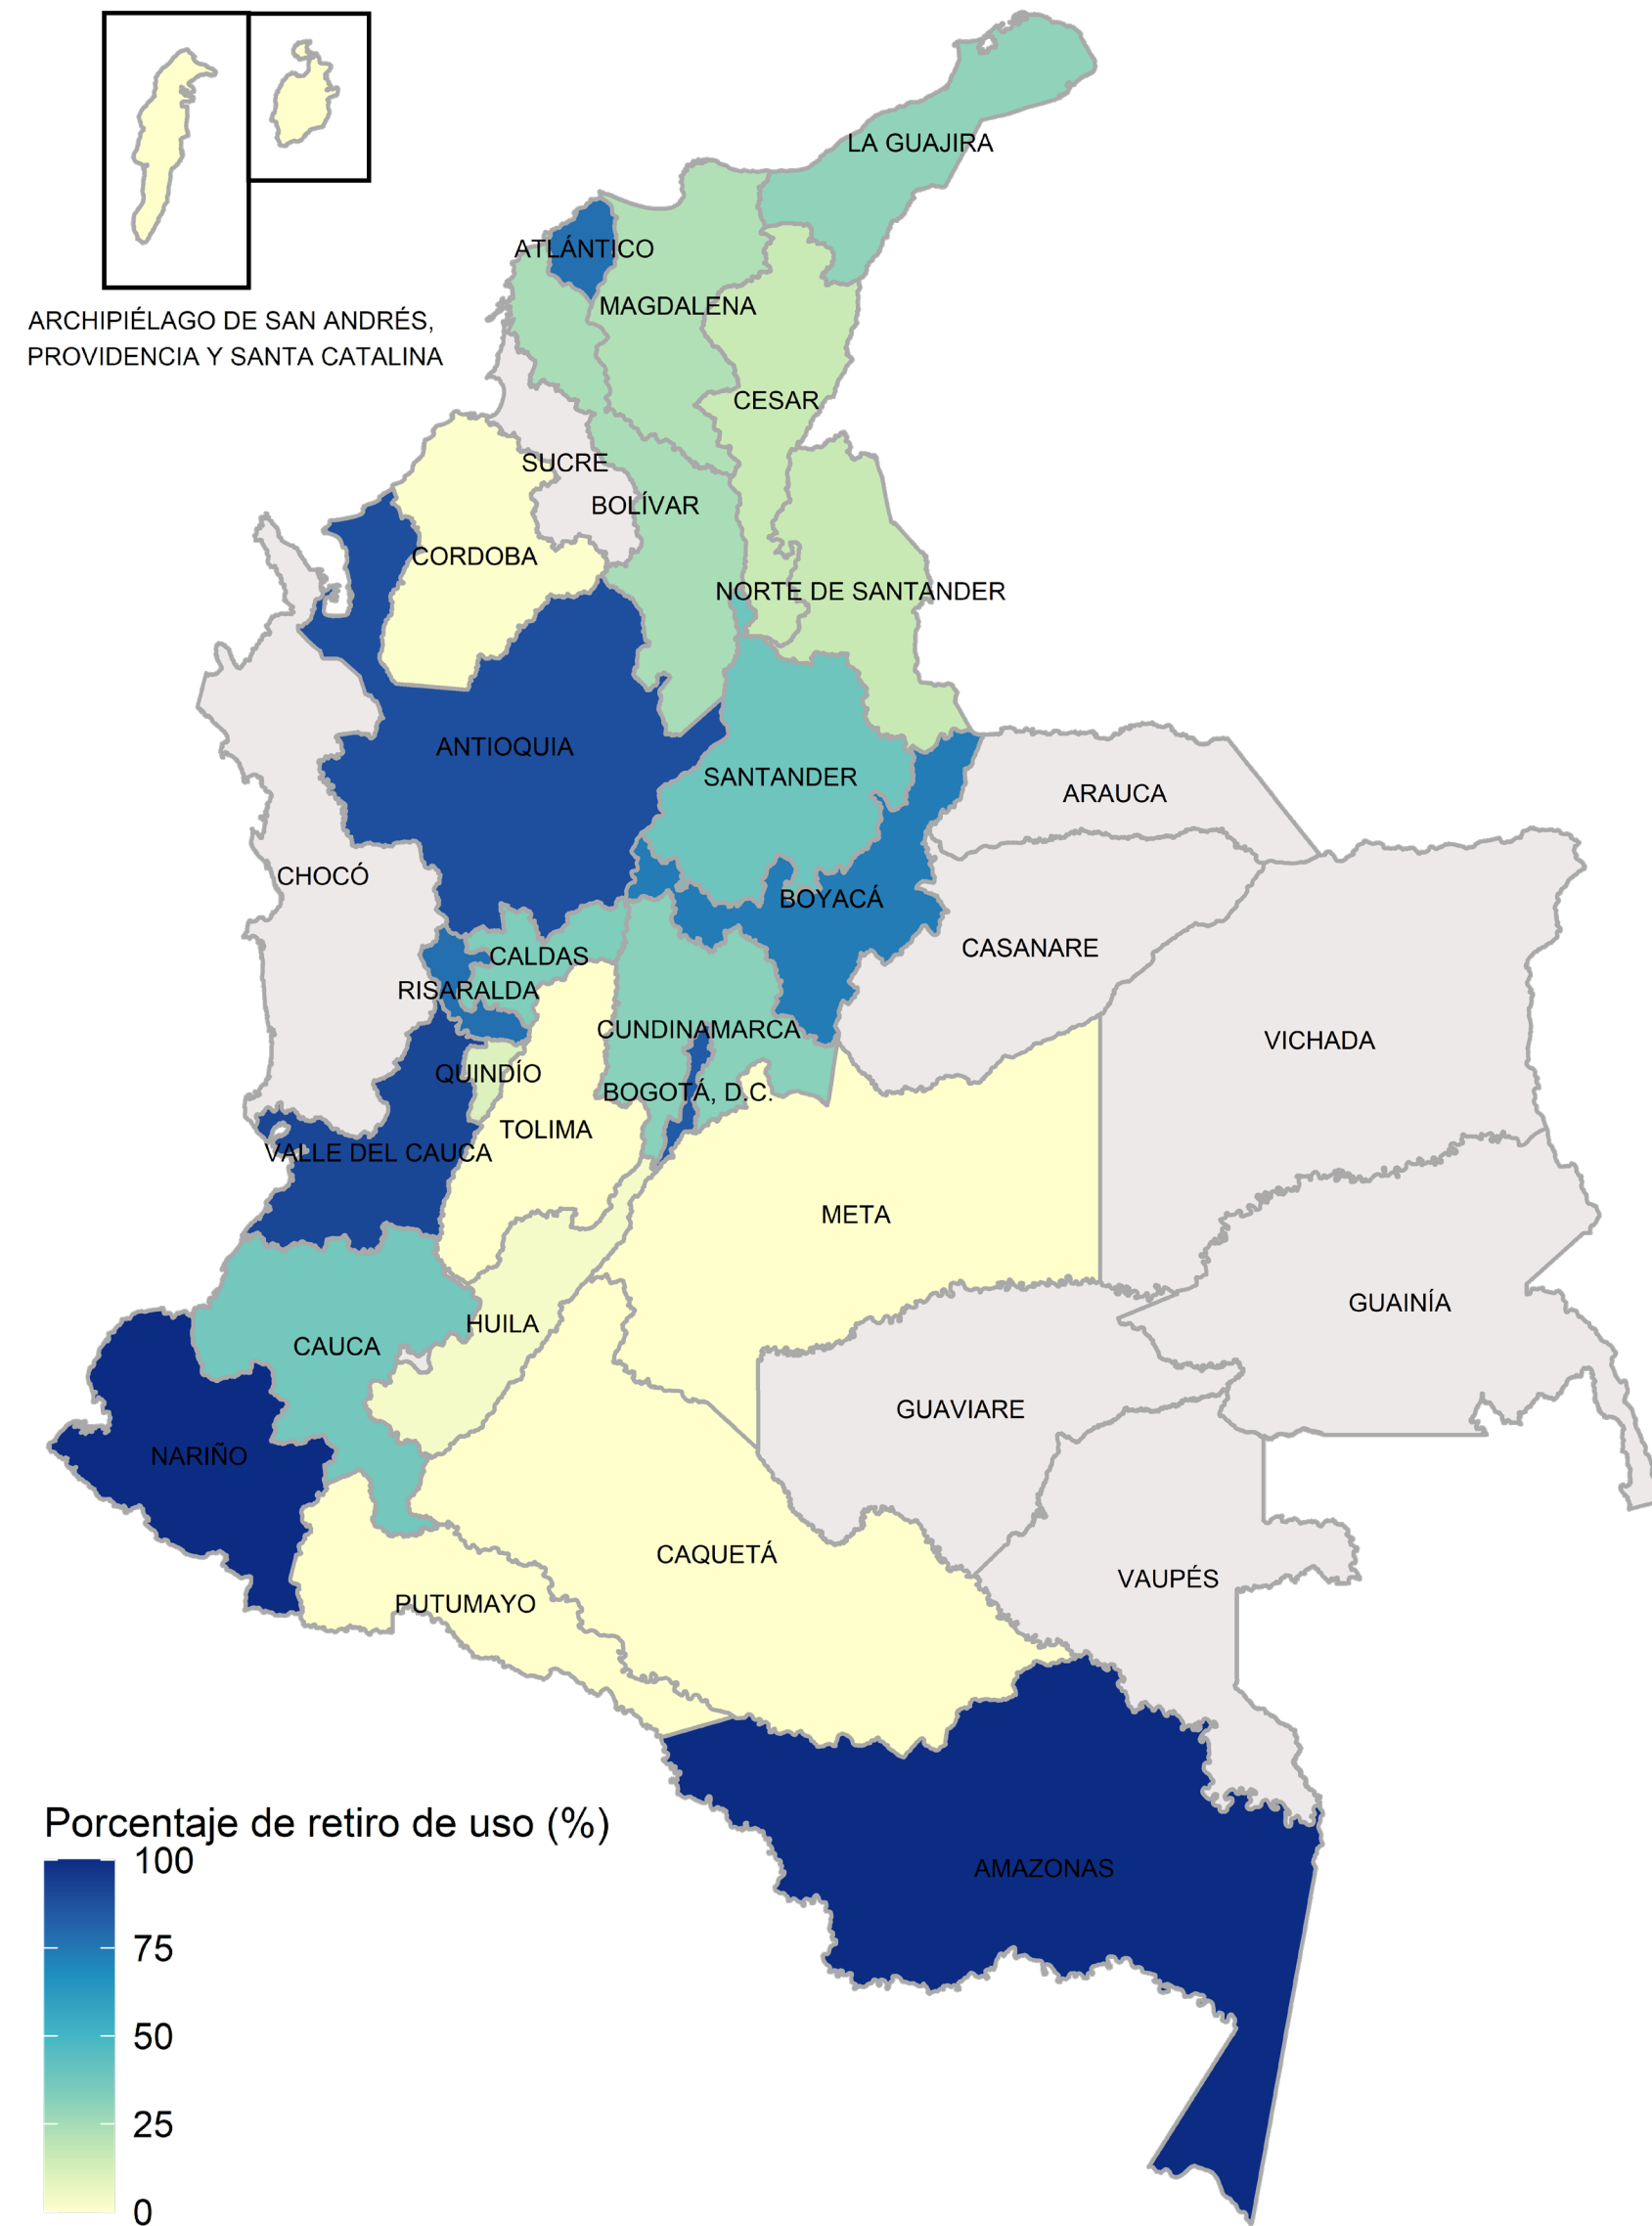 LA GUAJIRA
ATLÁNTICO
MAGDALENA
ARCHIPIÉLAGO DE SAN ANDRÉS,
PROVIDENCIA Y SANTA CATALINA
CESAR
SUCRE
BOLÍVAR
CORDOBA
NORTE DE SANTANDER
ANTIOQUIA
SANTANDER
ARAUCA
CHOCÓ
BOYACÁ
CASANARE
CALDAS
RISARALDA
CUNDINAMARCA
VICHADA
QUINDÍO
BOGOTÁ, D.C.
TOLIMA
VALLE DEL CAUCA
META
GUAINÍA
HUILA
CAUCA
GUAVIARE
NARIÑO
CAQUETÁ
VAUPÉS
PUTUMAYO
AMAZONAS
Porcentaje de retiro de uso (%)
100
75
50
25
0